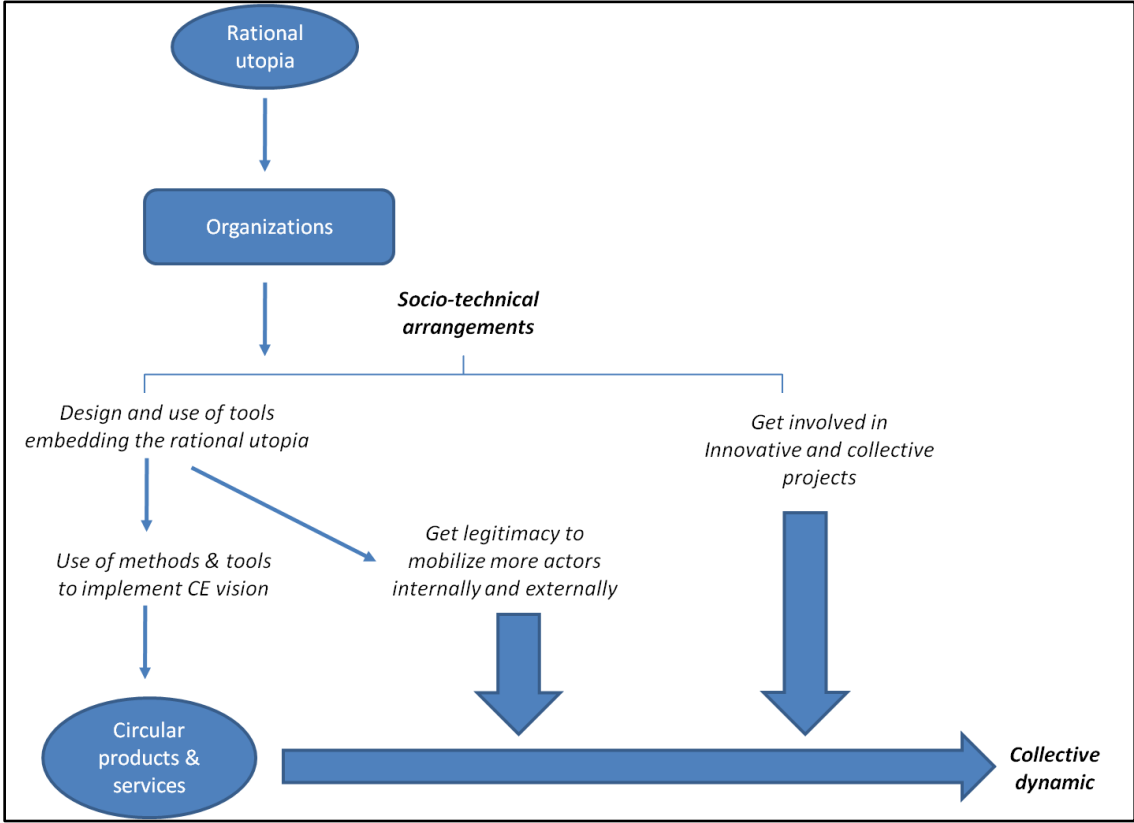 Rational
utopia
Organizations
Socio-technical
arrangements
Design and use of tools
embedding the rational utopia
Get involved in
Innovative and collective
projects
Use of methods & tools
to implement CE vision
Get legitimacy to
mobilize more actors
internally and externally
Circular
products &
services
Collective
dynamic